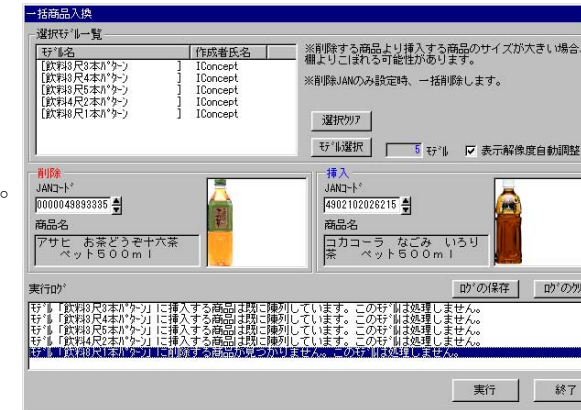 一括商品入換
選択ﾓﾃﾞﾙ一覧
ﾓﾃﾞﾙ名 作成者氏名
[飲料3尺3本ﾊﾟﾀｰﾝ ] IConcept
[飲料3尺4本ﾊﾟﾀｰﾝ ] IConcept
[飲料3尺5本ﾊﾟﾀｰﾝ ] IConcept
[飲料4尺2本ﾊﾟﾀｰﾝ ] IConcept
[飲料8尺1本ﾊﾟﾀｰﾝ ] IConcept
※削除する商品より挿入する商品のサイズが大きい場合、
棚よりこぼれる可能性があります。
※削除JANのみ設定時、一括削除します。
選択ｸﾘｱ
ﾓﾃﾞﾙ選択 5 ﾓﾃﾞﾙ 表示解像度自動調整
。
削除
JANｺｰﾄﾞ
0000049893335
商品名
アサヒ お茶どうぞ十六茶
ペット500ml
挿入
JANｺｰﾄﾞ
4902102026215
商品名
コカコーラ なごみ いろり
茶 ペット500ml
実行ﾛｸﾞ
ﾛｸﾞの保存
ﾛｸﾞのｸﾘ
ﾓﾃﾞﾙ「飲料3尺3本ﾊﾟﾀｰﾝ」に挿入する商品は既に陳列しています。このﾓﾃﾞﾙは処理しません。
ﾓﾃﾞﾙ「飲料3尺4本ﾊﾟﾀｰﾝ」に挿入する商品は既に陳列しています。このﾓﾃﾞﾙは処理しません。
ﾓﾃﾞﾙ「飲料3尺5本ﾊﾟﾀｰﾝ」に挿入する商品は既に陳列しています。このﾓﾃﾞﾙは処理しません。
ﾓﾃﾞﾙ「飲料4尺2本ﾊﾟﾀｰﾝ」に挿入する商品は既に陳列しています。このﾓﾃﾞﾙは処理しません。
ﾓﾃﾞﾙ「飲料8尺1本ﾊﾟﾀｰﾝ」に削除する商品が見つかりません。このﾓﾃﾞﾙは処理しません。
実行
終了